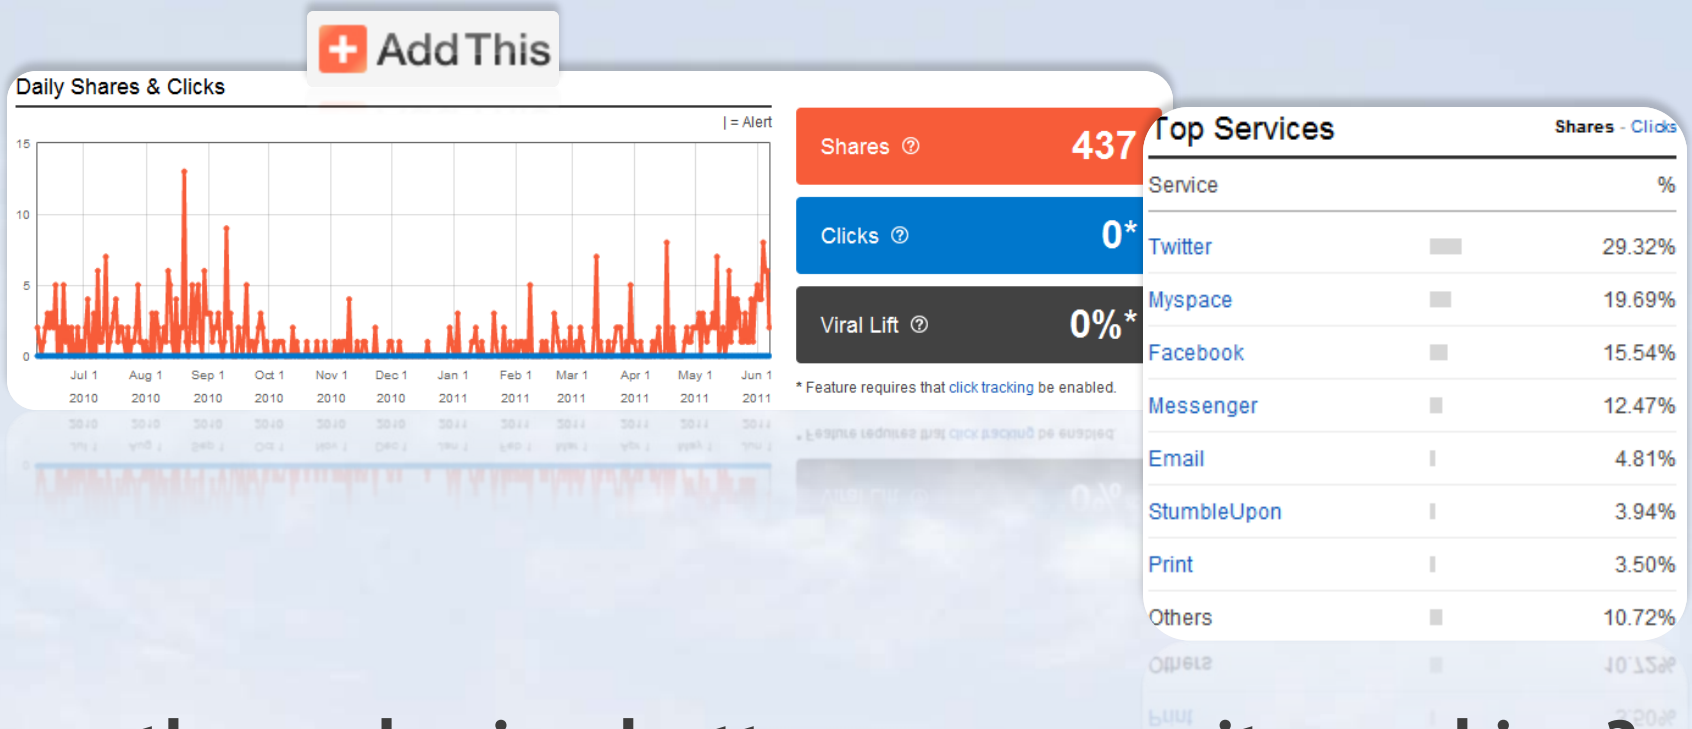 AddThis
Daily Shares & Clicks
| = Alert
15
10
5
0
Jul 1 Aug 1 Sep 1 Oct 1 Nov 1 Dec 1 Jan 1 Feb 1 Mar 1 Apr 1 May 1 Jun 1
2010 2010 2010 2010 2010 2010 2011 2011 2011 2011 2011 2011
Shares 437
Clicks 0*
Viral Lift 0%*
* Feature requires that click tracking be enabled.
Top Services Shares - Clicks
Service %
Twitter 29.32%
Myspace 19.69%
Facebook 15.54%
Messenger 12.47%
Email 4.81%
StumbleUpon 3.94%
Print 3.50%
Others 10.72%